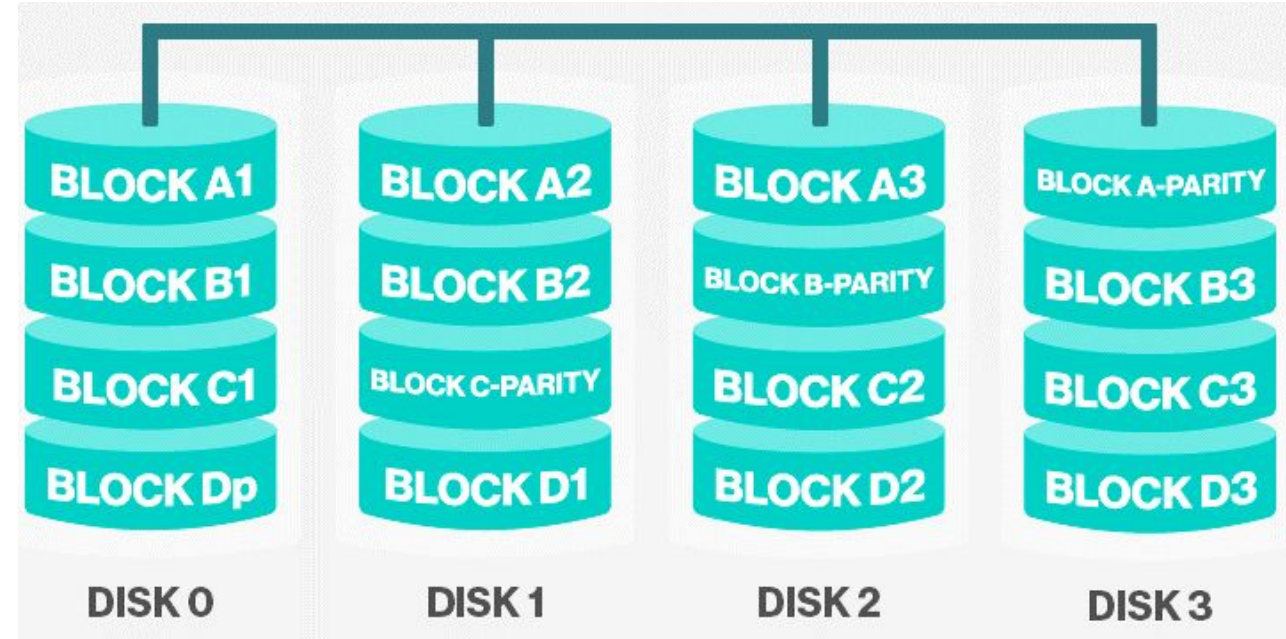 BLOCK A1 BLOCK A2 BLOCK A3 BLOCK A-PARITY
BLOCK B1 BLOCK B2 BLOCK B-PARITY BLOCK B3
BLOCK C1 BLOCK C-PARITY BLOCK C2 BLOCK C3
BLOCK Dp BLOCK D1 BLOCK D2 BLOCK D3
DISK 0 DISK 1 DISK 2 DISK 3